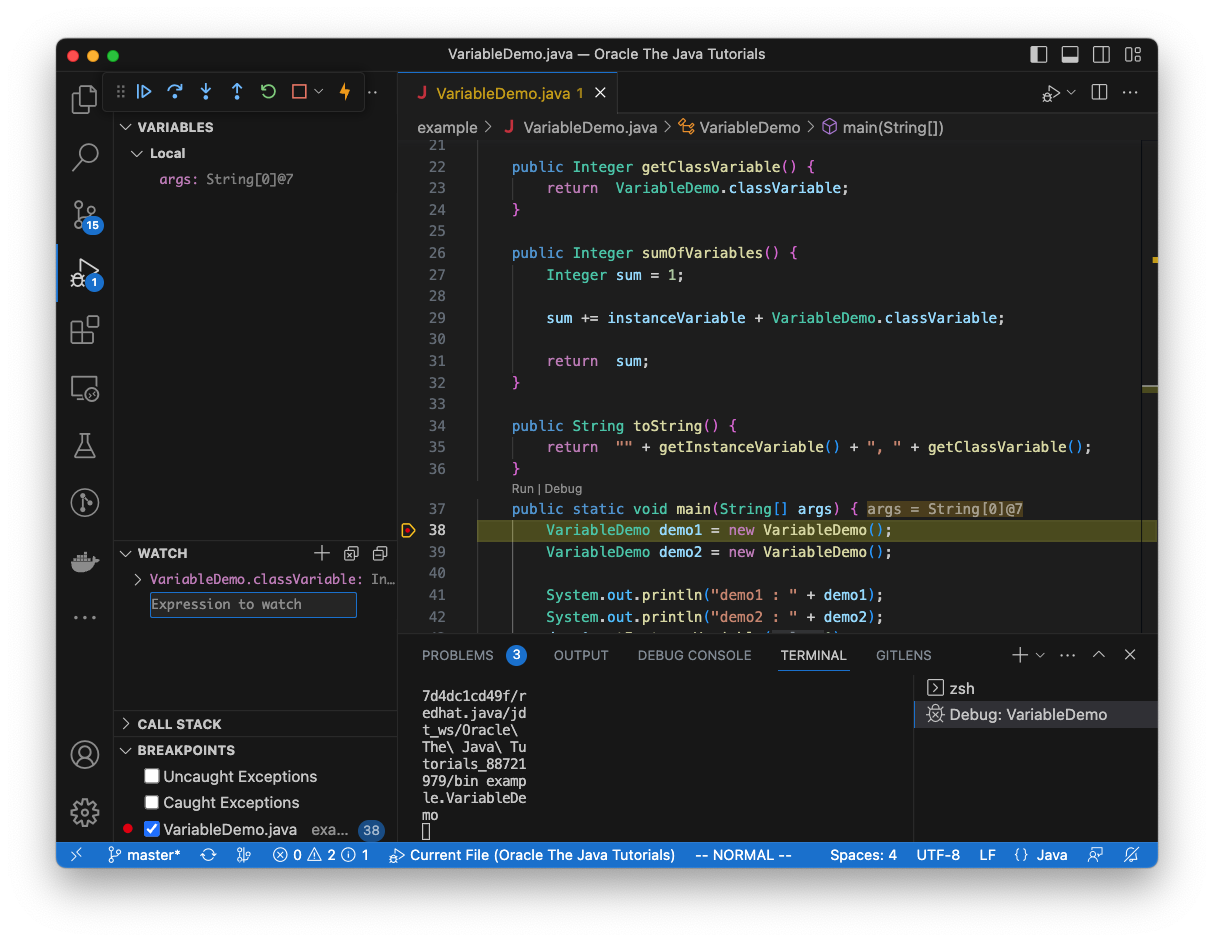 VariableDemo.java — Oracle The Java Tutorials
VARIABLES
Local
args: String[0]@7
15
1
WATCH
VariableDemo.classVariable: In…
Expression to watch
CALL STACK
BREAKPOINTS
Uncaught Exceptions
Caught Exceptions
VariableDemo.java exa… 38
J VariableDemo.java 1
example > J VariableDemo.java > VariableDemo > main(String[])
21
22 public Integer getClassVariable() {
23 return  VariableDemo.classVariable;
24 }
25
26 public Integer sumOfVariables() {
27 Integer sum = 1;
28
29 sum += instanceVariable + VariableDemo.classVariable;
30
31 return  sum;
32 }
33
34 public String toString() {
35 return  "" + getInstanceVariable() + ", " + getClassVariable();
36 }
Run | Debug
37 public static void main(String[] args) { args = String[0]@7
38 VariableDemo demo1 = new VariableDemo();
39 VariableDemo demo2 = new VariableDemo();
40
41 System.out.println("demo1 : " + demo1);
42 System.out.println("demo2 : " + demo2);
PROBLEMS 3 OUTPUT DEBUG CONSOLE TERMINAL GITLENS
7d4dc1cd49f/r
edhat.java/jd
t_ws/Oracle\
The\ Java\ Tu
torials_88721
979/bin examp
le.VariableDe
mo
zsh
Debug: VariableDemo
master* 0 2 1 Current File (Oracle The Java Tutorials) -- NORMAL -- Spaces: 4 UTF-8 LF {} Java